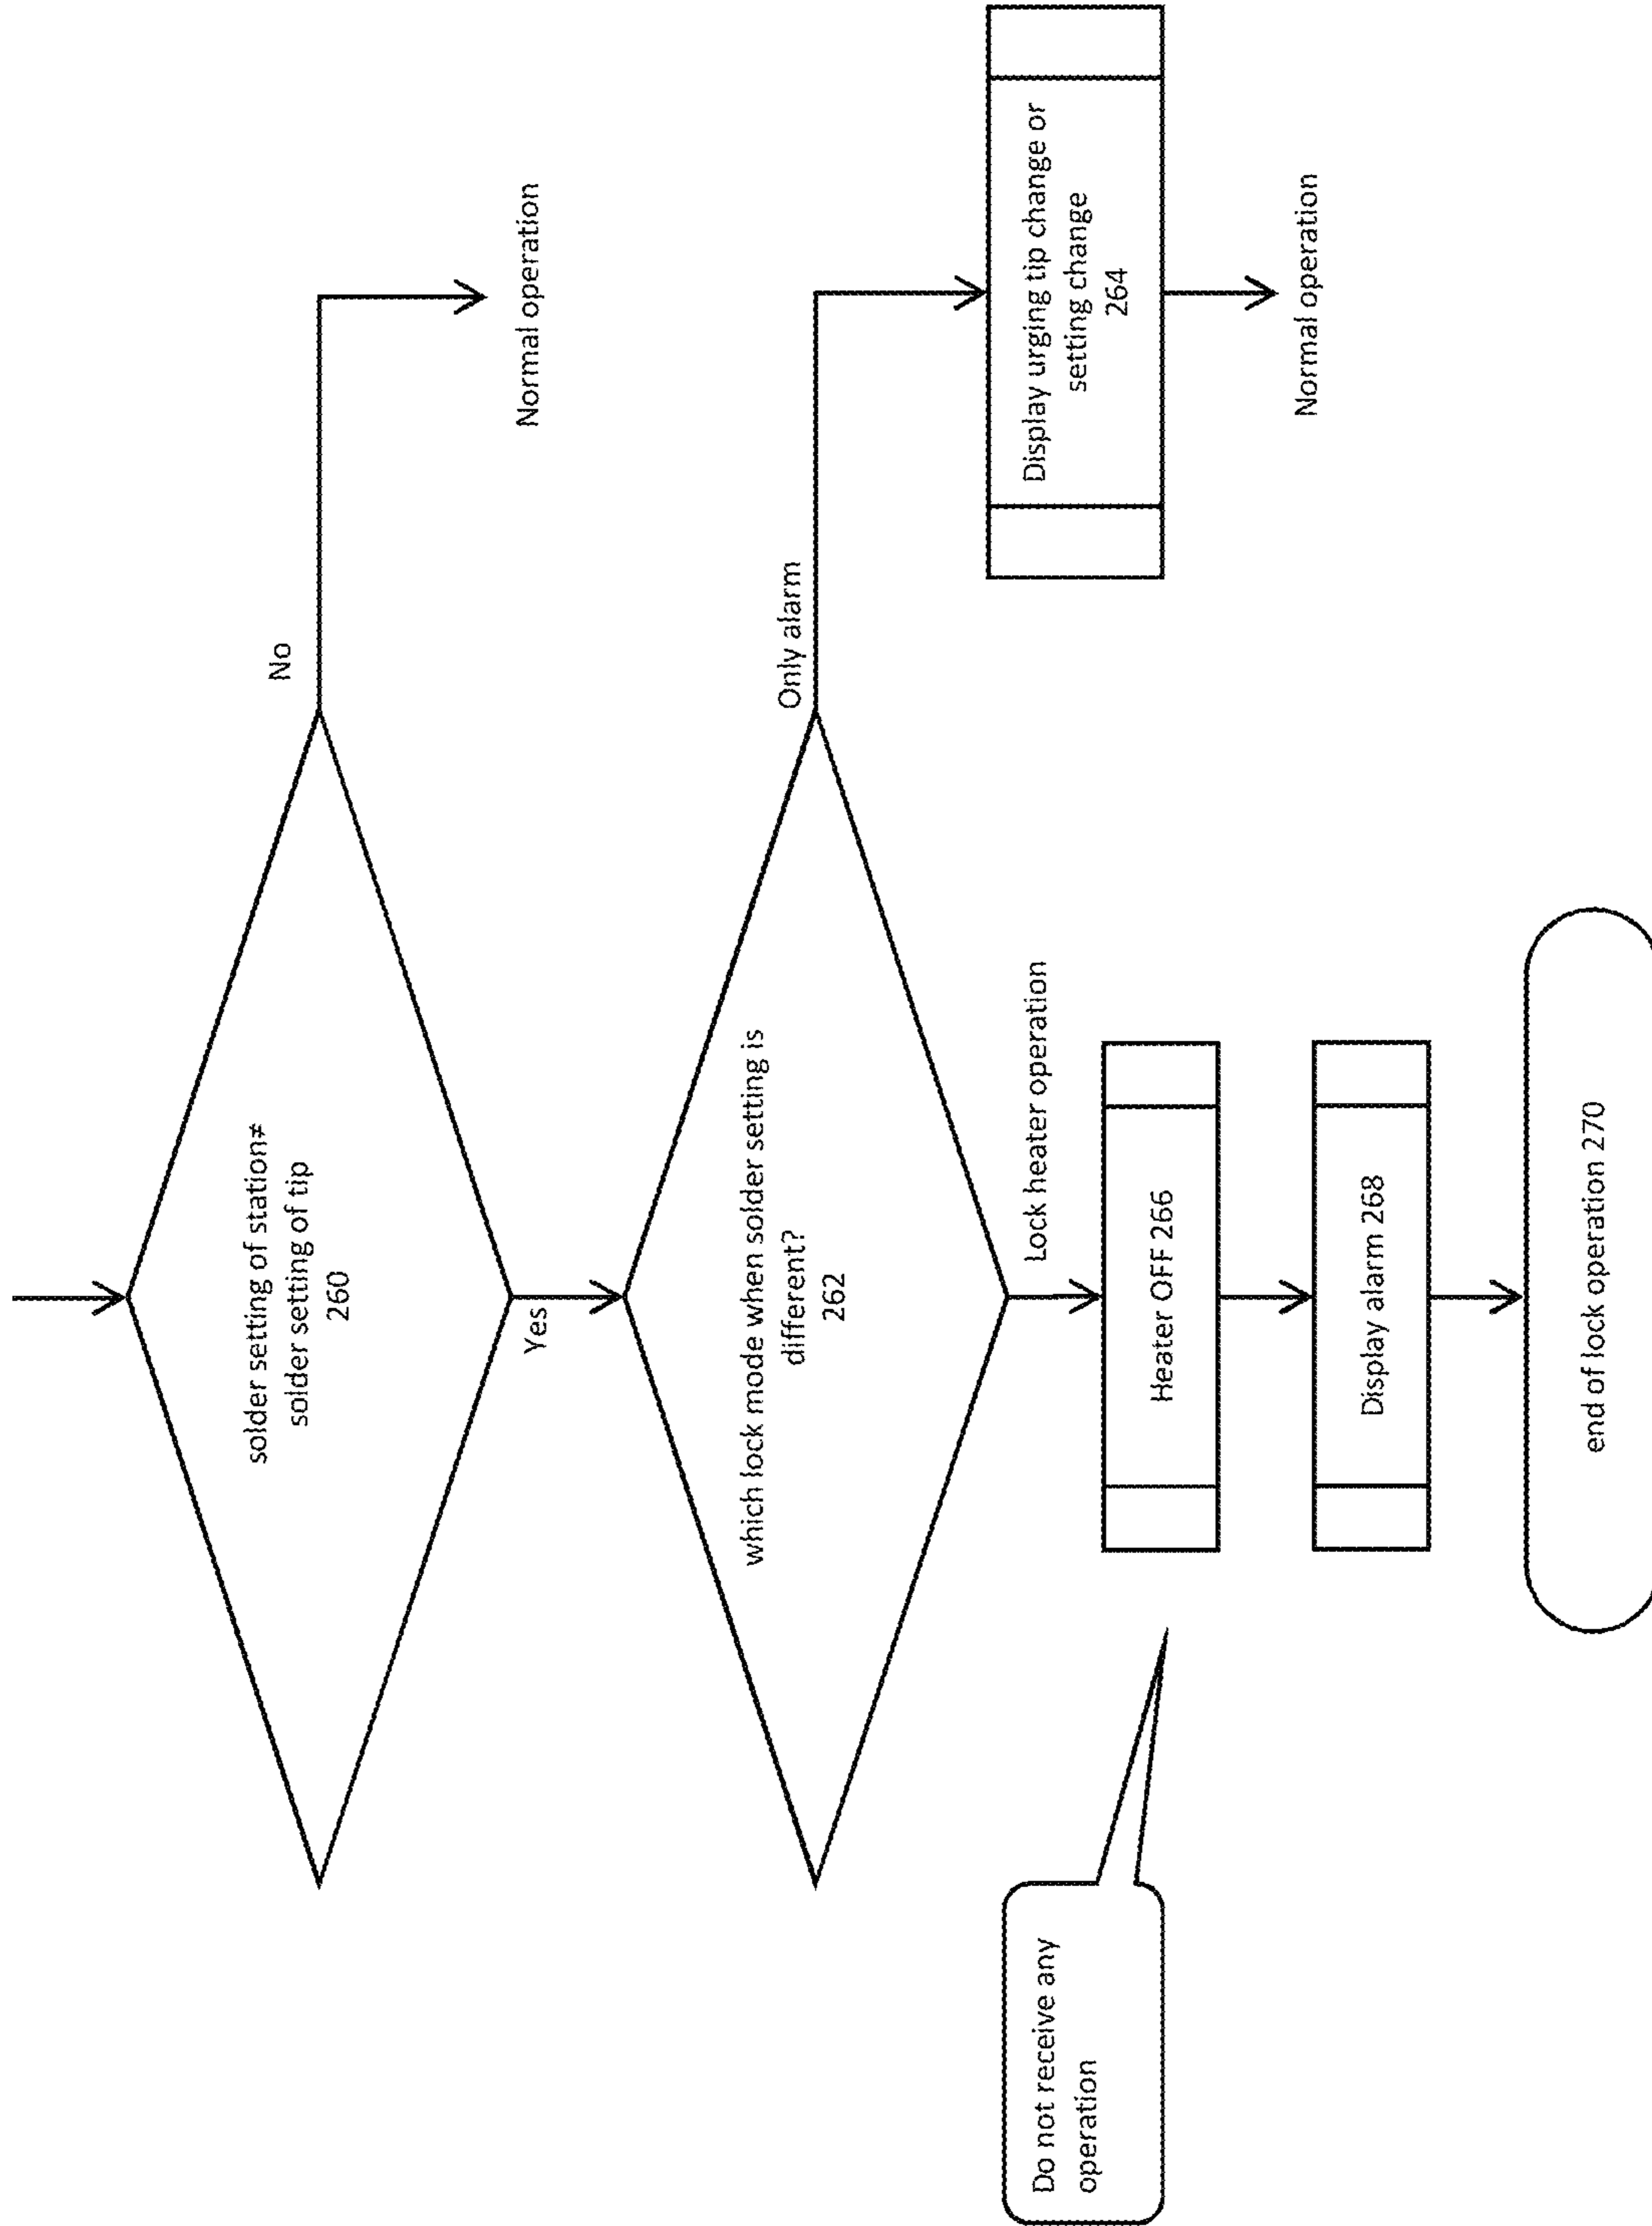 solder setting of station≠
solder setting of tip
260
No
Normal operation
Yes
which lock mode when solder setting is
different?
262
Only alarm
Display urging tip change or
setting change
264
Normal operation
Lock heater operation
Do not receive any
operation
Heater OFF 266
Display alarm 268
end of lock operation 270